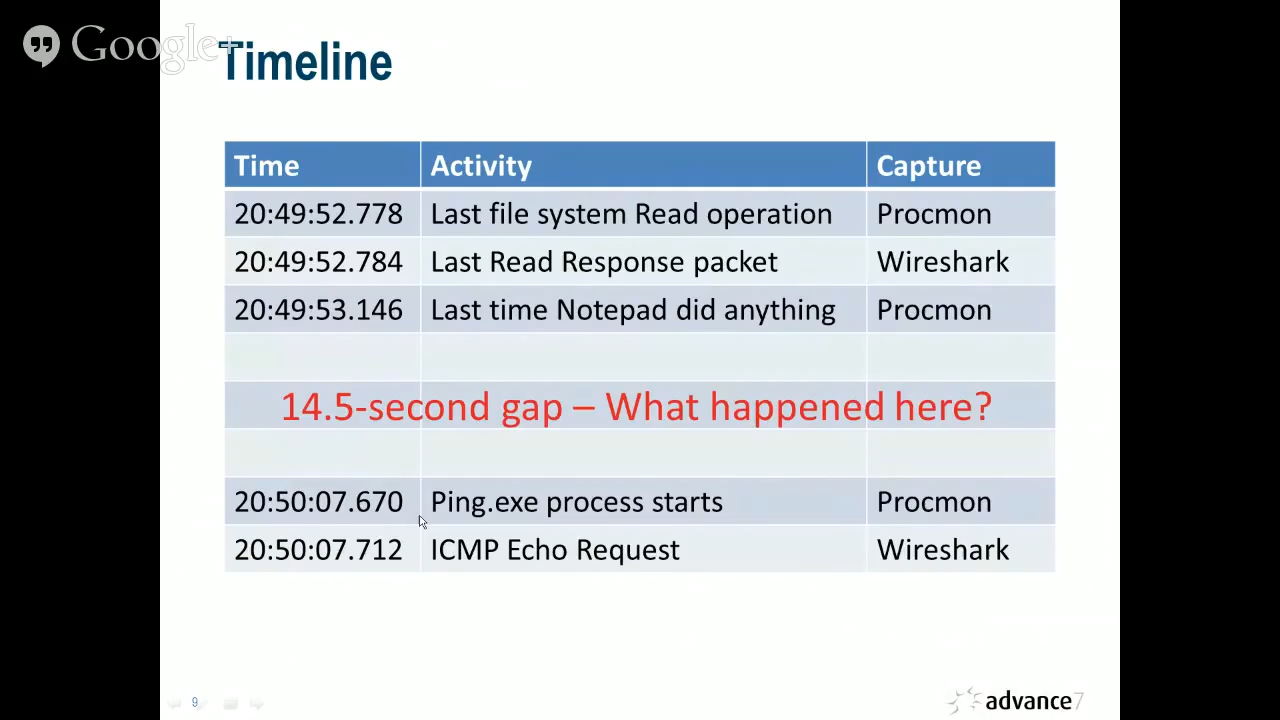 Google+
Timeline
Time Activity Capture
20:49:52.778 Last file system Read operation Procmon
20:49:52.784 Last Read Response packet Wireshark
20:49:53.146 Last time Notepad did anything Procmon
14.5-second gap – What happened here?
20:50:07.670 Ping.exe process starts Procmon
20:50:07.712 ICMP Echo Request Wireshark
9
advance7